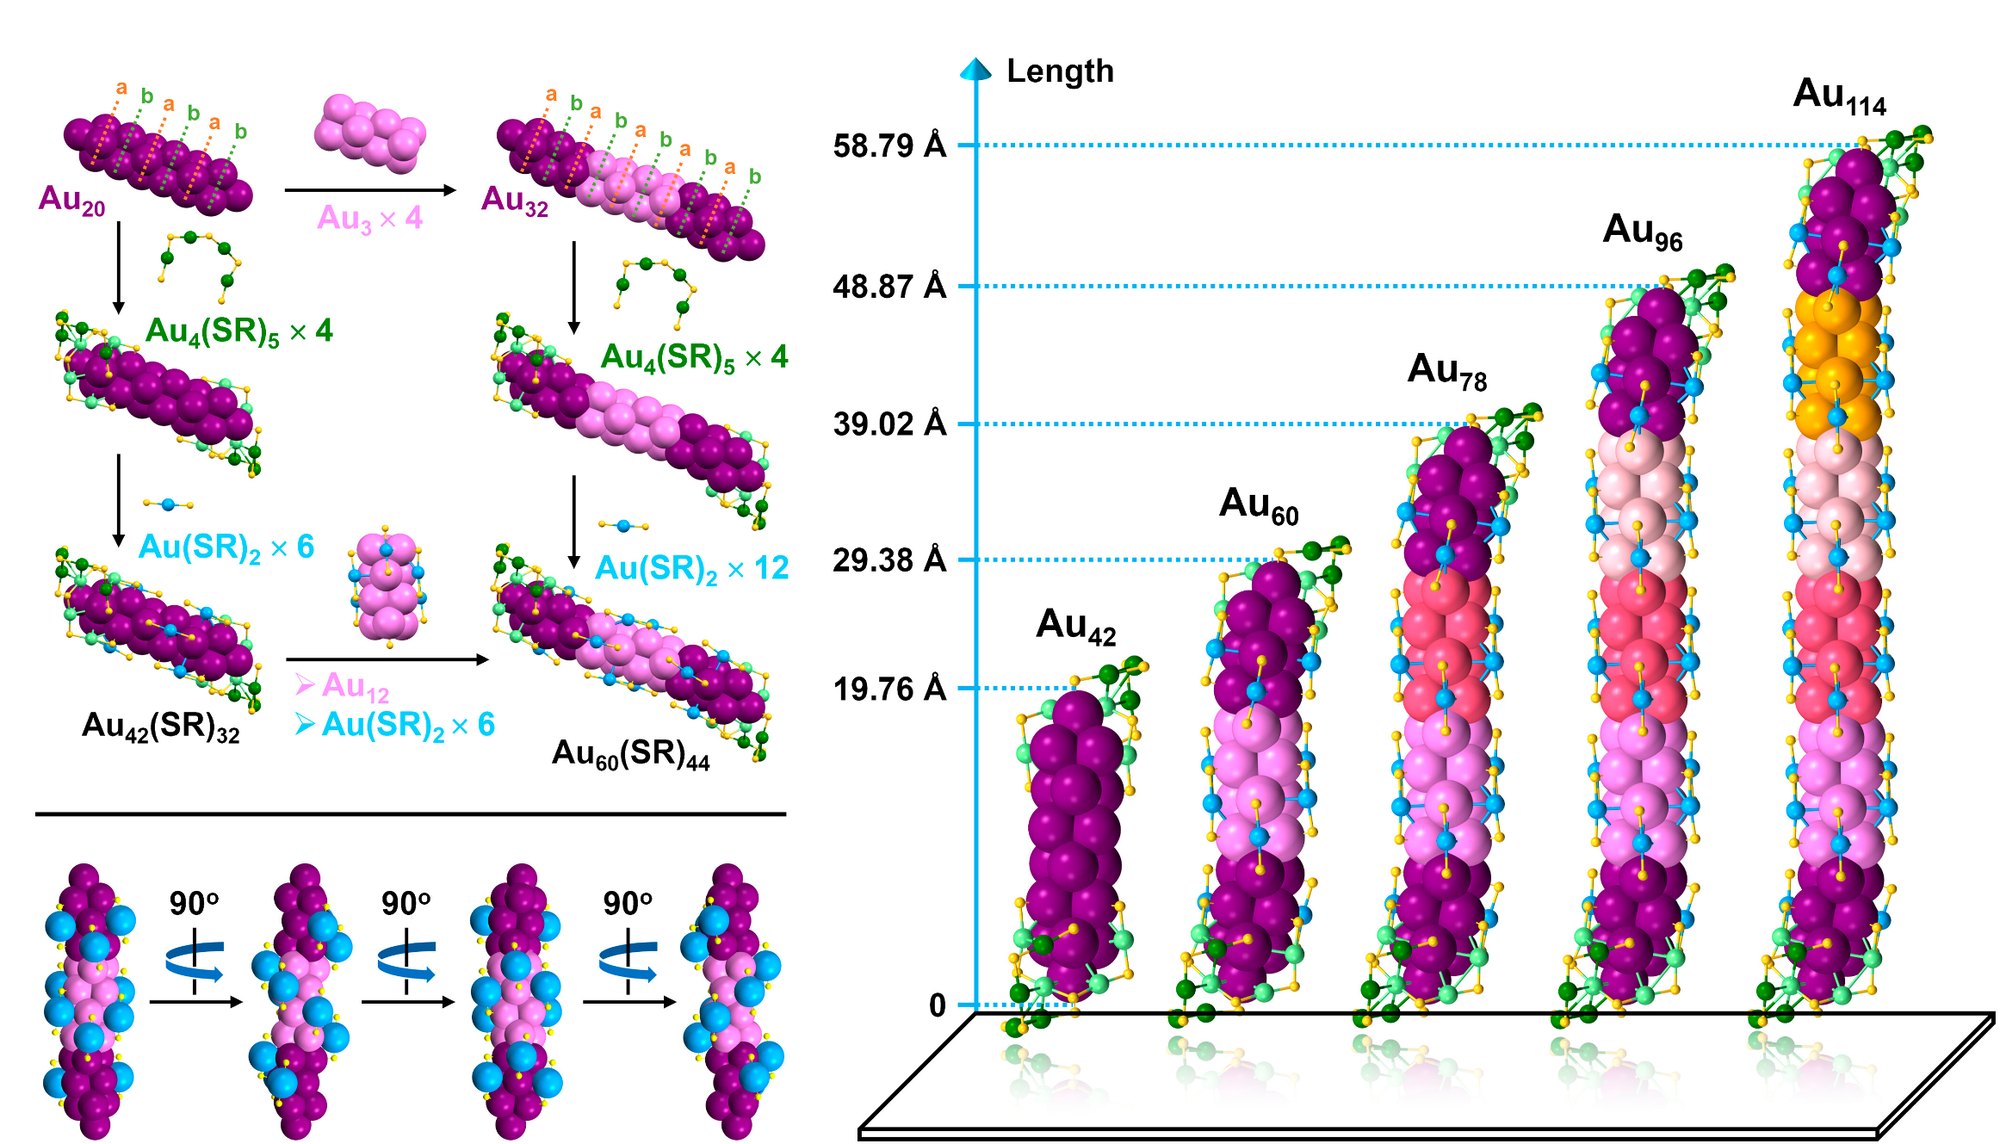 a b a b a b
Au₂₀
Au₃ × 4
a b a b a b a b a b
Au₃₂
Au₄(SR)₅ × 4
Au₄(SR)₅ × 4
Au(SR)₂ × 6
Au(SR)₂ × 12
➢ Au₁₂
➢ Au(SR)₂ × 6
Au₄₂(SR)₃₂
Au₆₀(SR)₄₄
90° 90° 90°
Length
58.79 Å
48.87 Å
39.02 Å
29.38 Å
19.76 Å
0
Au₄₂
Au₆₀
Au₇₈
Au₉₆
Au₁₁₄